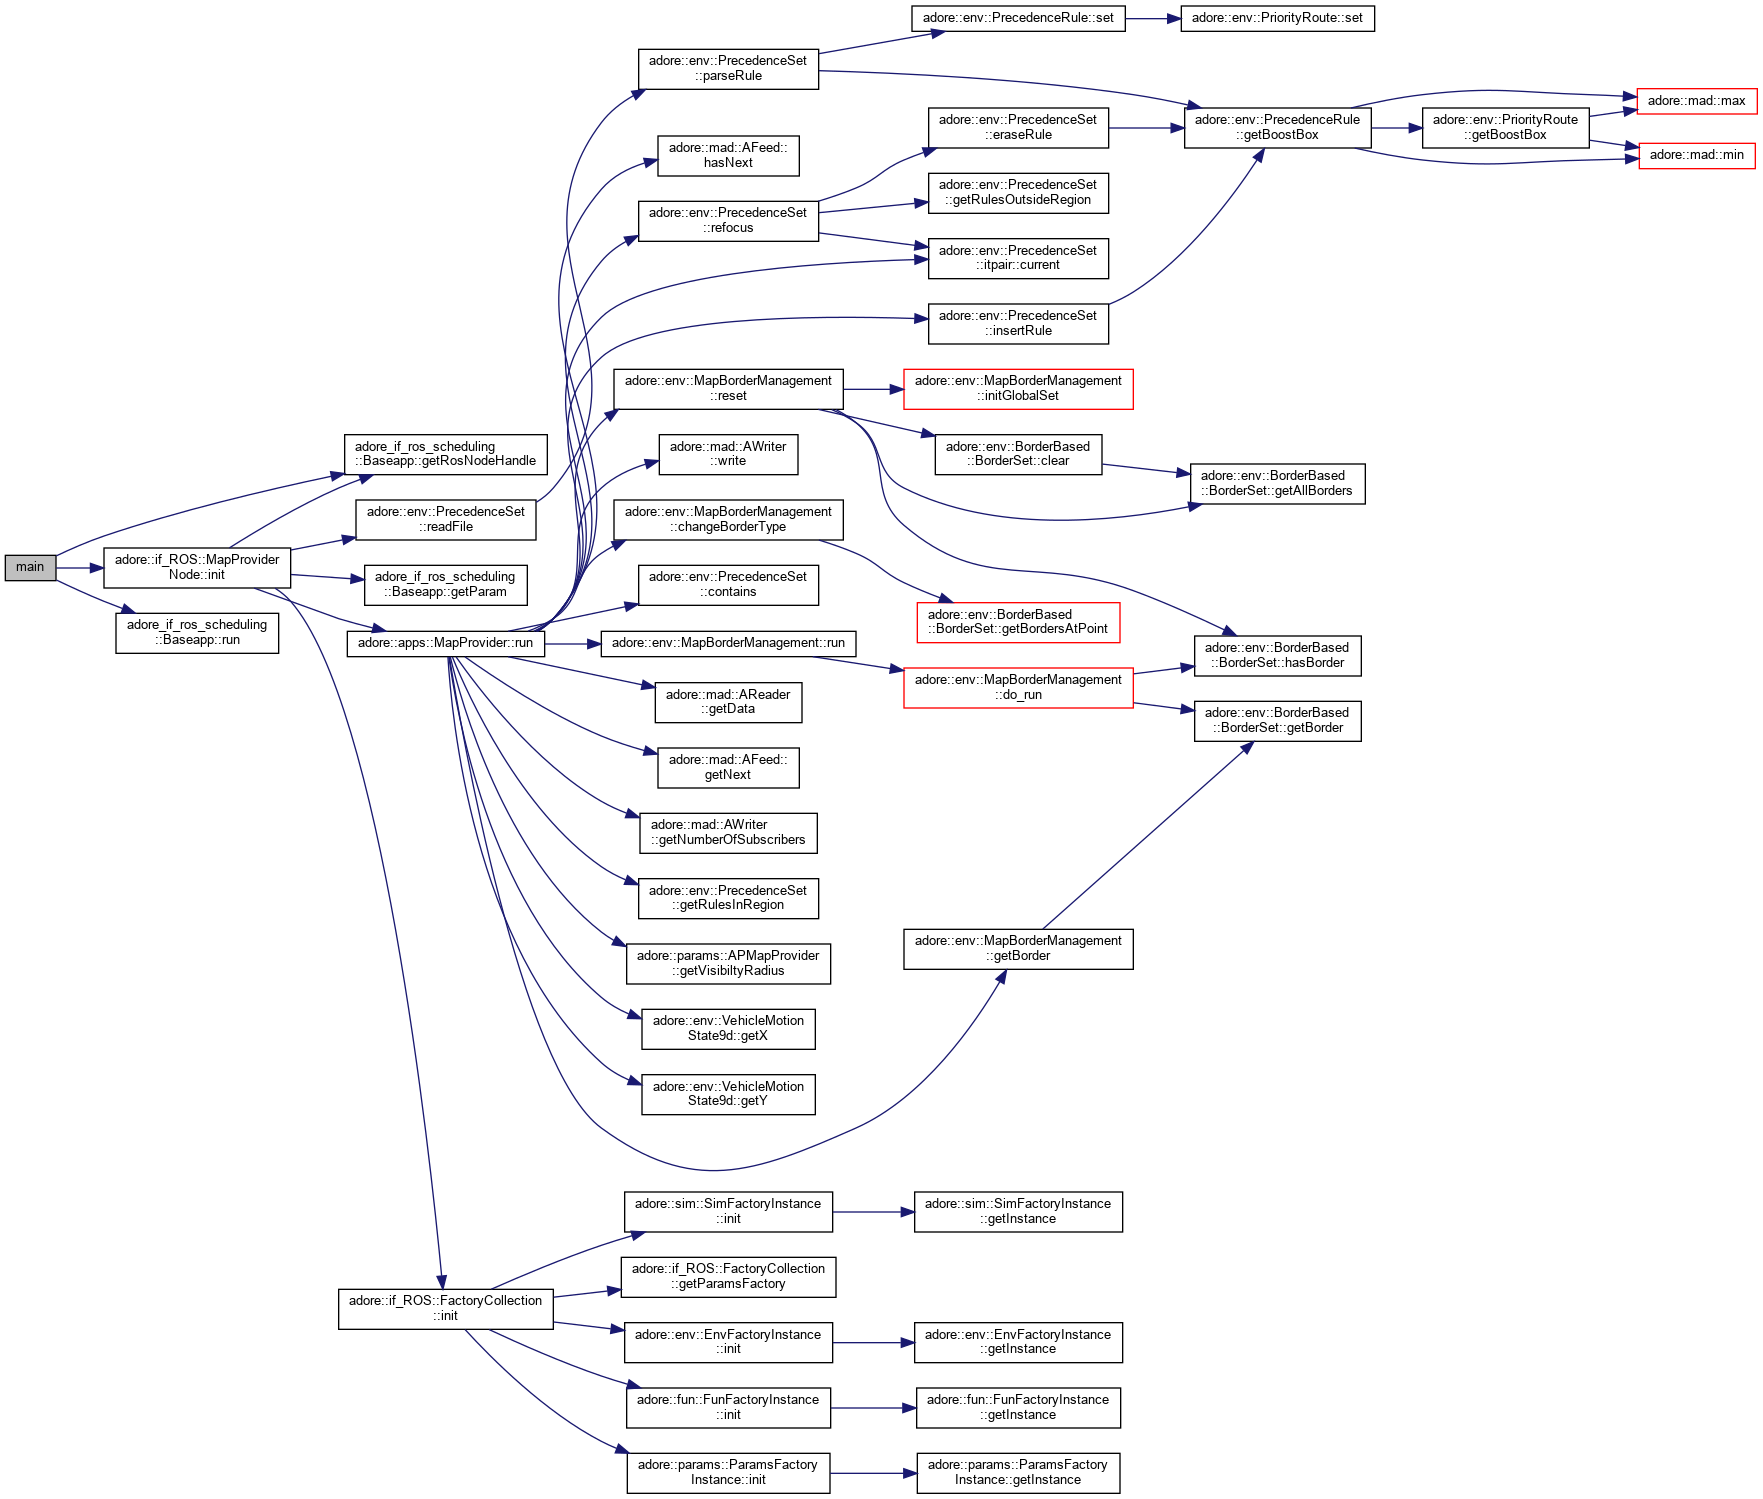 main
adore_if_ros_scheduling
::Baseapp::getRosNodeHandle
adore::if_ROS::MapProvider
Node::init
adore_if_ros_scheduling
::Baseapp::run
adore::env::PrecedenceSet
::readFile
adore_if_ros_scheduling
::Baseapp::getParam
adore::apps::MapProvider::run
adore::if_ROS::FactoryCollection
::init
adore::env::PrecedenceSet
::parseRule
adore::mad::AFeed::
hasNext
adore::env::PrecedenceSet
::refocus
adore::env::MapBorderManagement
::reset
adore::mad::AWriter
::write
adore::env::MapBorderManagement
::changeBorderType
adore::env::PrecedenceSet
::contains
adore::env::MapBorderManagement::run
adore::mad::AReader
::getData
adore::mad::AFeed::
getNext
adore::mad::AWriter
::getNumberOfSubscribers
adore::env::PrecedenceSet
::getRulesInRegion
adore::params::APMapProvider
::getVisibiltyRadius
adore::env::VehicleMotion
State9d::getX
adore::env::VehicleMotion
State9d::getY
adore::sim::SimFactoryInstance
::init
adore::if_ROS::FactoryCollection
::getParamsFactory
adore::env::EnvFactoryInstance
::init
adore::fun::FunFactoryInstance
::init
adore::params::ParamsFactory
Instance::init
adore::env::PrecedenceRule::set
adore::env::PrecedenceSet
::eraseRule
adore::env::PrecedenceSet
::getRulesOutsideRegion
adore::env::PrecedenceSet
::itpair::current
adore::env::PrecedenceSet
::insertRule
adore::env::MapBorderManagement
::initGlobalSet
adore::env::BorderBased
::BorderSet::clear
adore::env::BorderBased
::BorderSet::getBordersAtPoint
adore::env::MapBorderManagement
::do_run
adore::env::MapBorderManagement
::getBorder
adore::sim::SimFactoryInstance
::getInstance
adore::env::EnvFactoryInstance
::getInstance
adore::fun::FunFactoryInstance
::getInstance
adore::params::ParamsFactory
Instance::getInstance
adore::env::PriorityRoute::set
adore::env::PrecedenceRule
::getBoostBox
adore::env::BorderBased
::BorderSet::getAllBorders
adore::env::BorderBased
::BorderSet::hasBorder
adore::env::BorderBased
::BorderSet::getBorder
adore::env::PriorityRoute
::getBoostBox
adore::mad::max
adore::mad::min